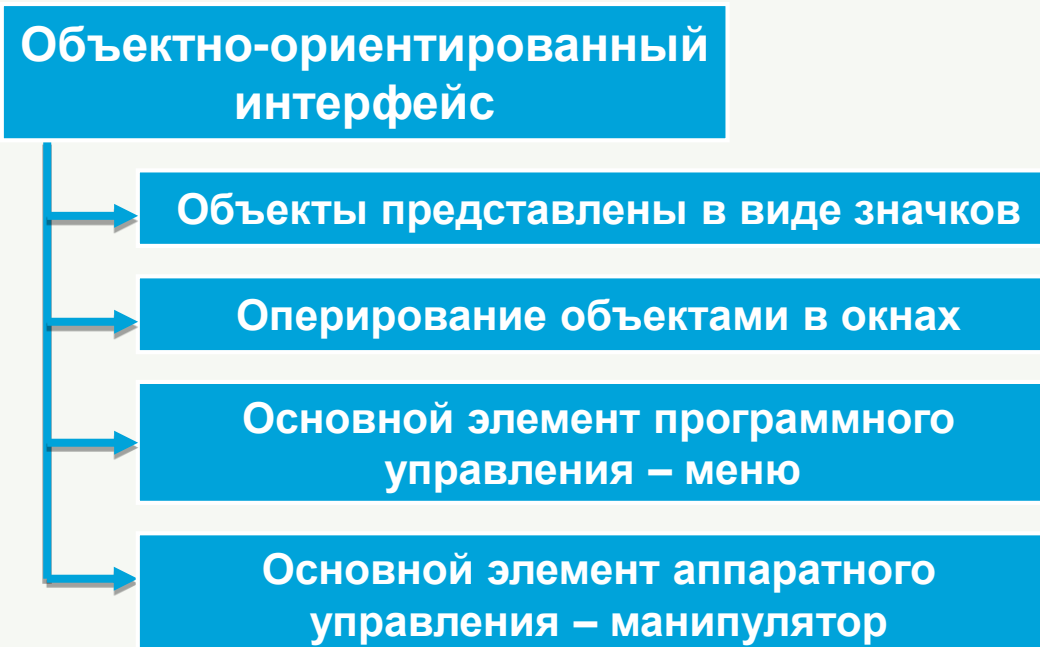 Объектно-ориентированный
интерфейс
Объекты представлены в виде значков
Оперирование объектами в окнах
Основной элемент программного
управления – меню
Основной элемент аппаратного
управления – манипулятор